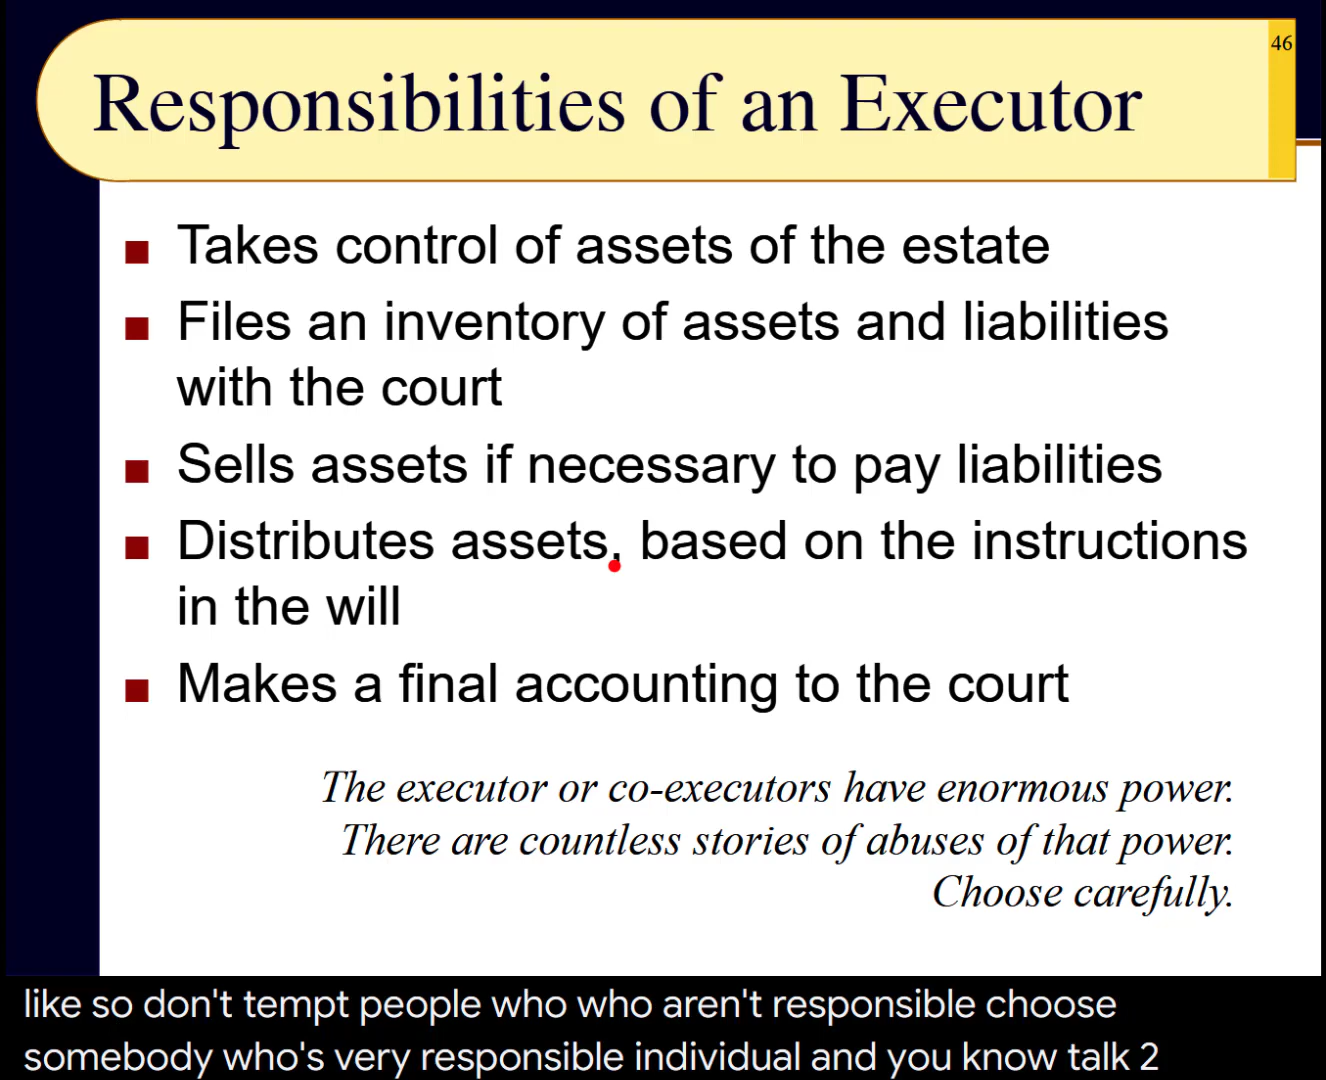 46
Responsibilities of an Executor
Takes control of assets of the estate
Files an inventory of assets and liabilities
with the court
Sells assets if necessary to pay liabilities
Distributes assets, based on the instructions
in the will
Makes a final accounting to the court
The executor or co-executors have enormous power.
There are countless stories of abuses of that power.
Choose carefully.
like so don't tempt people who who aren't responsible choose
somebody who's very responsible individual and you know talk 2